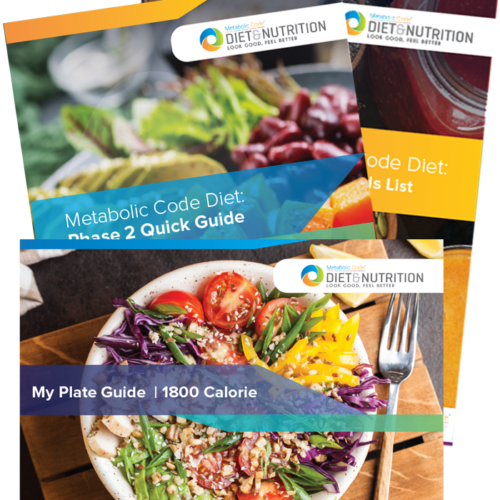 Metabolic Code®
DIET&NUTRITION
LOOK GOOD, FEEL BETTER
Metabolic Code®
DIET&NUTRITION
LOOK GOOD, FEEL BETTER
Metabolic Code Diet:
Phase 2 Quick Guide
ode Diet:
ds List
Metabolic Code®
DIET&NUTRITION
LOOK GOOD, FEEL BETTER
My Plate Guide | 1800 Calorie